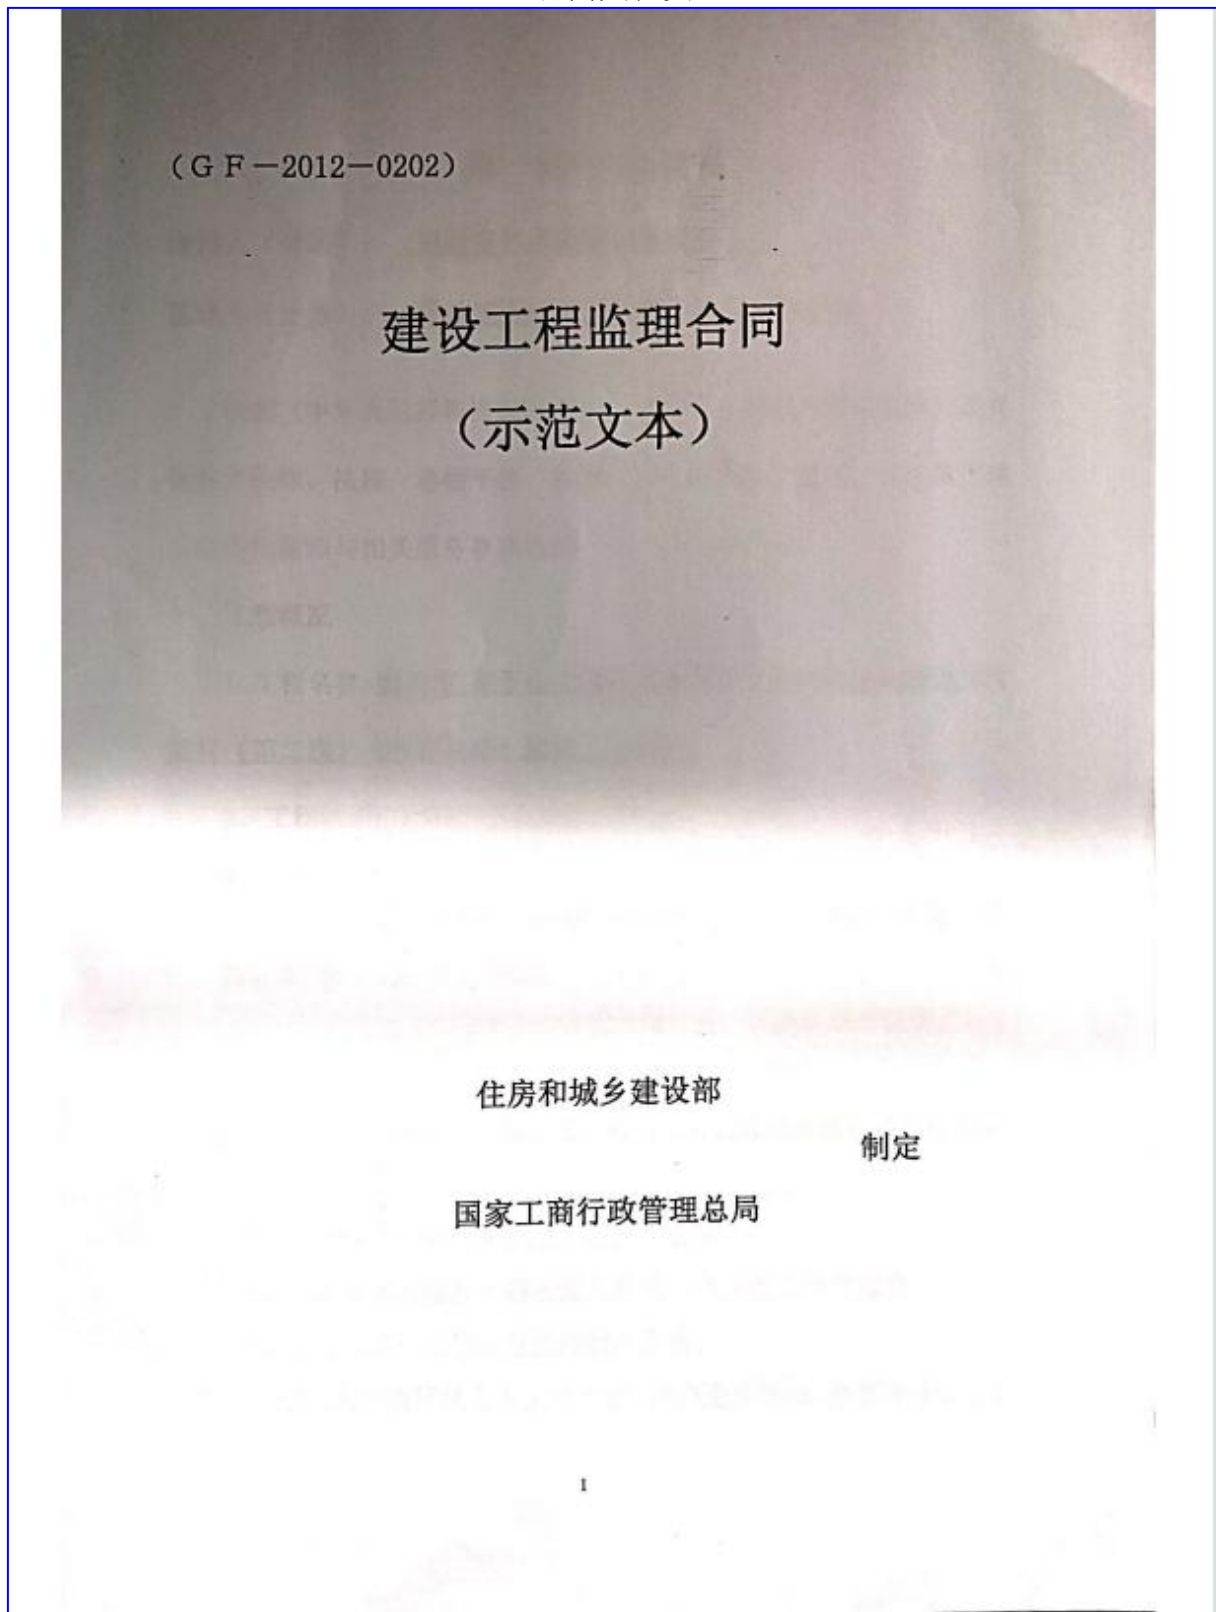 （GF－2012－0202）
建设工程监理合同
（示范文本）
住房和城乡建设部
制定
国家工商行政管理总局
1